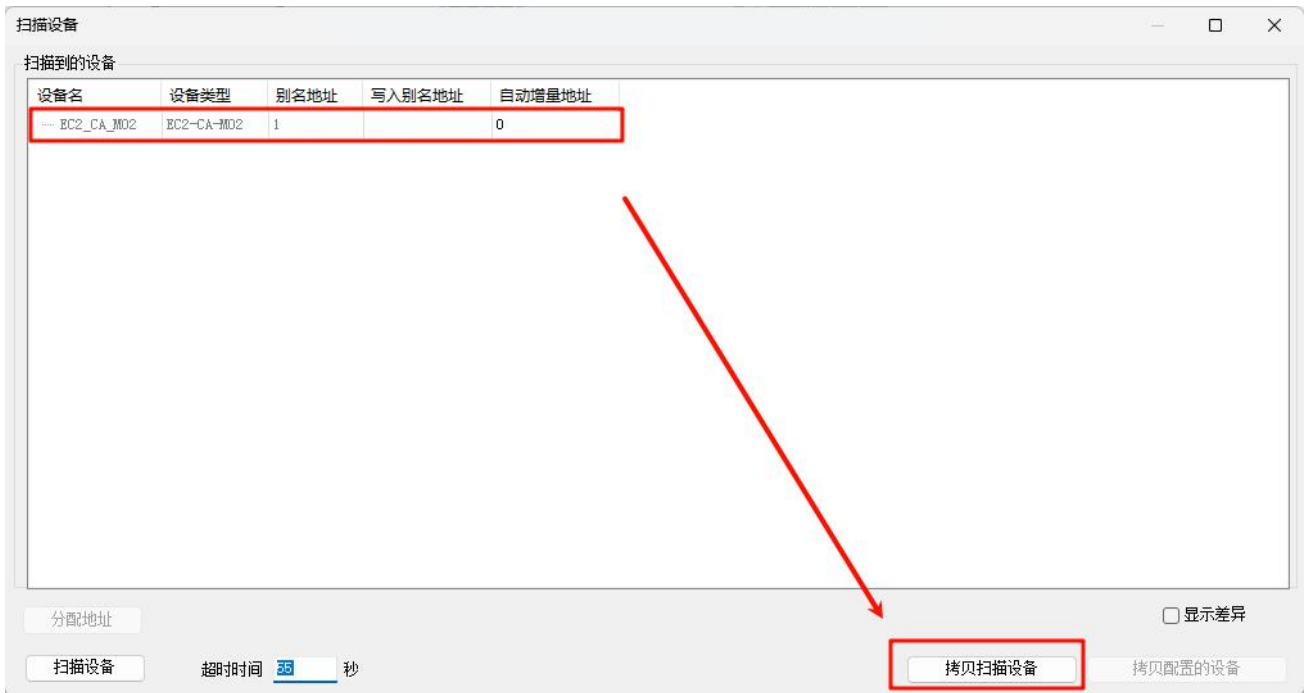 扫描设备
扫描到的设备
设备名 设备类型 别名地址 写入别名地址 自动增量地址
EC2_CA_M02 EC2-CA-M02 1 0
分配地址 显示差异
扫描设备 超时时间 55 秒 拷贝扫描设备 拷贝配置的设备